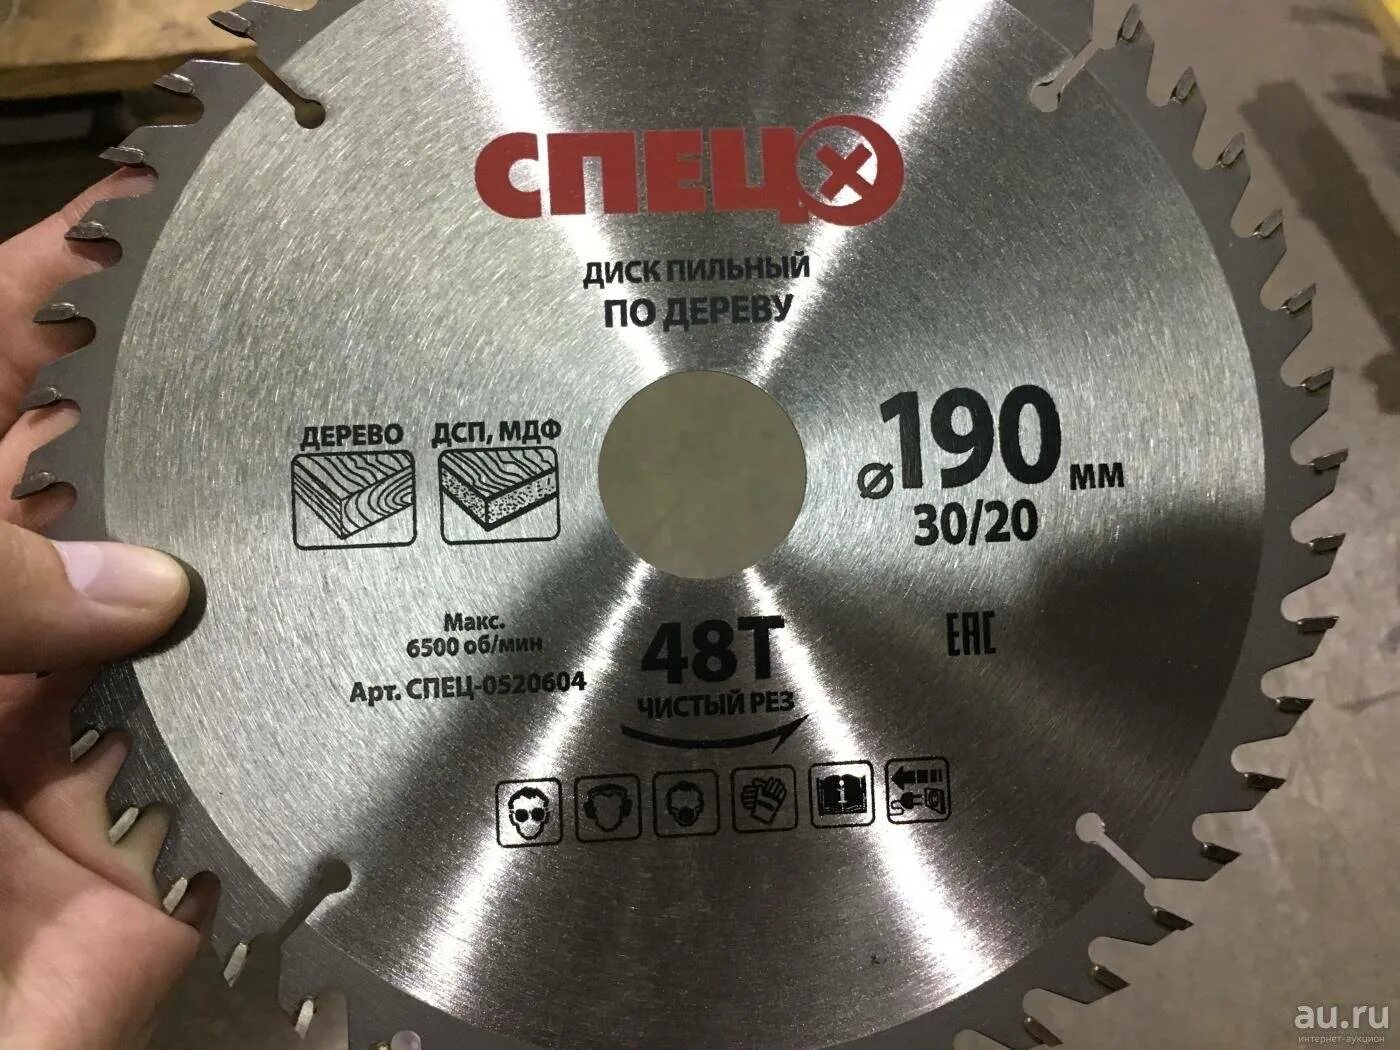 СПЕЦ
ДИСК ПИЛЬНЫЙ
ПО ДЕРЕВУ
ДЕРЕВО
ДСП, МДФ
⌀190 мм
30/20
Макс.
6500 об/мин
Арт. СПЕЦ-0520604
48Т
ЧИСТЫЙ РЕЗ
ЕАС
i
au.ru
интернет-аукцион